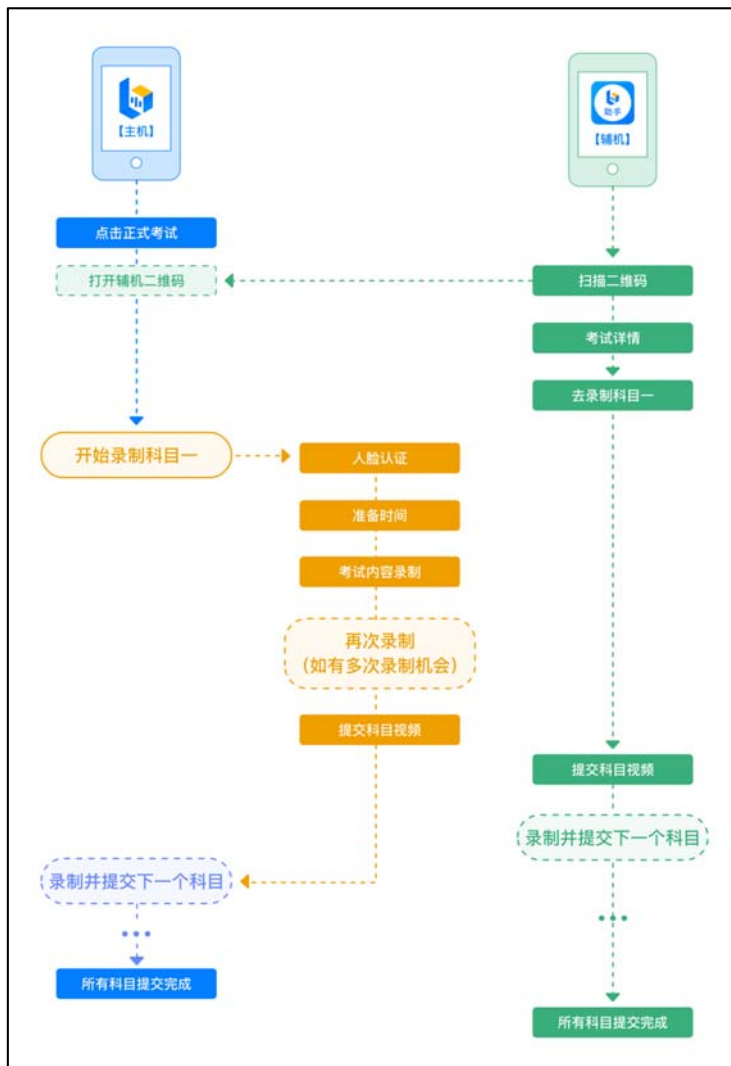 【主机】
助手
【辅机】
点击正式考试
打开辅机二维码
扫描二维码
考试详情
去录制科目一
开始录制科目一
人脸认证
准备时间
考试内容录制
再次录制
（如有多次录制机会）
提交科目视频
提交科目视频
录制并提交下一个科目
录制并提交下一个科目
所有科目提交完成
所有科目提交完成